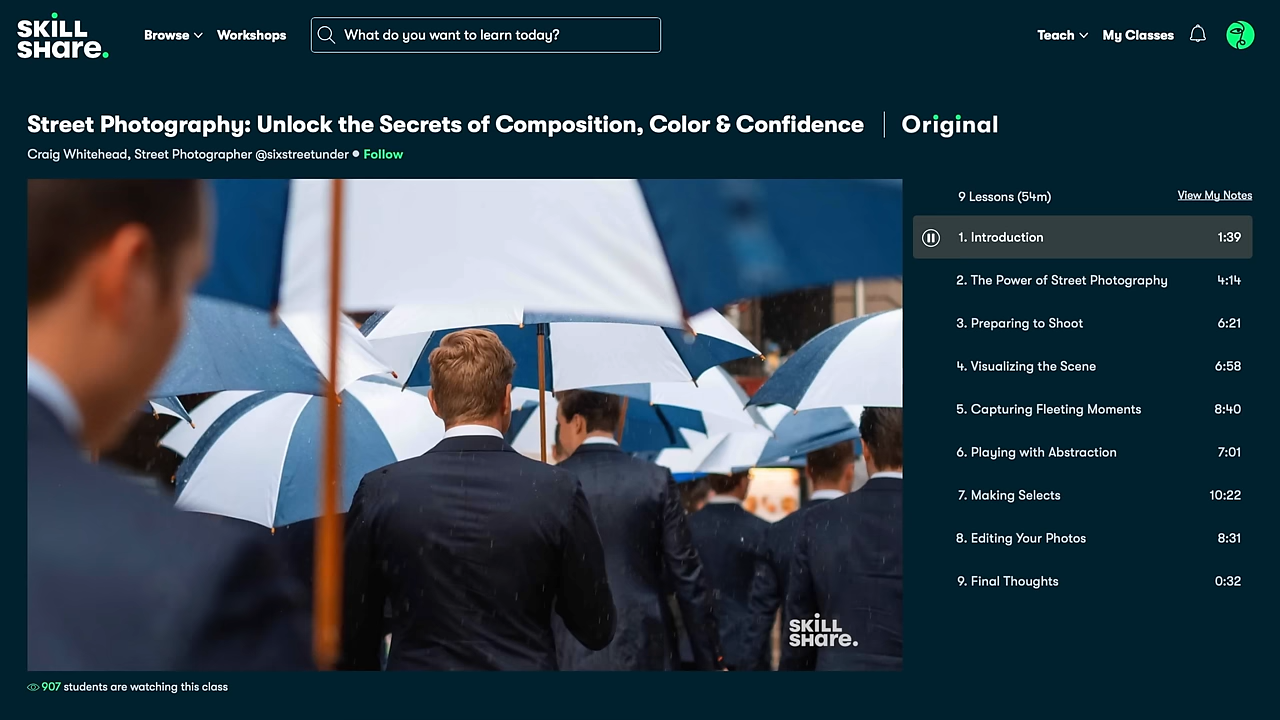 SKILL
SHare.
Browse
Workshops
What do you want to learn today?
Teach
My Classes
Street Photography: Unlock the Secrets of Composition, Color & Confidence
Original
Craig Whitehead, Street Photographer @sixstreetunder • Follow
9 Lessons (54m)
View My Notes
1. Introduction 1:39
2. The Power of Street Photography 4:14
3. Preparing to Shoot 6:21
4. Visualizing the Scene 6:58
5. Capturing Fleeting Moments 8:40
6. Playing with Abstraction 7:01
7. Making Selects 10:22
8. Editing Your Photos 8:31
9. Final Thoughts 0:32
SKILL
SHare.
907 students are watching this class